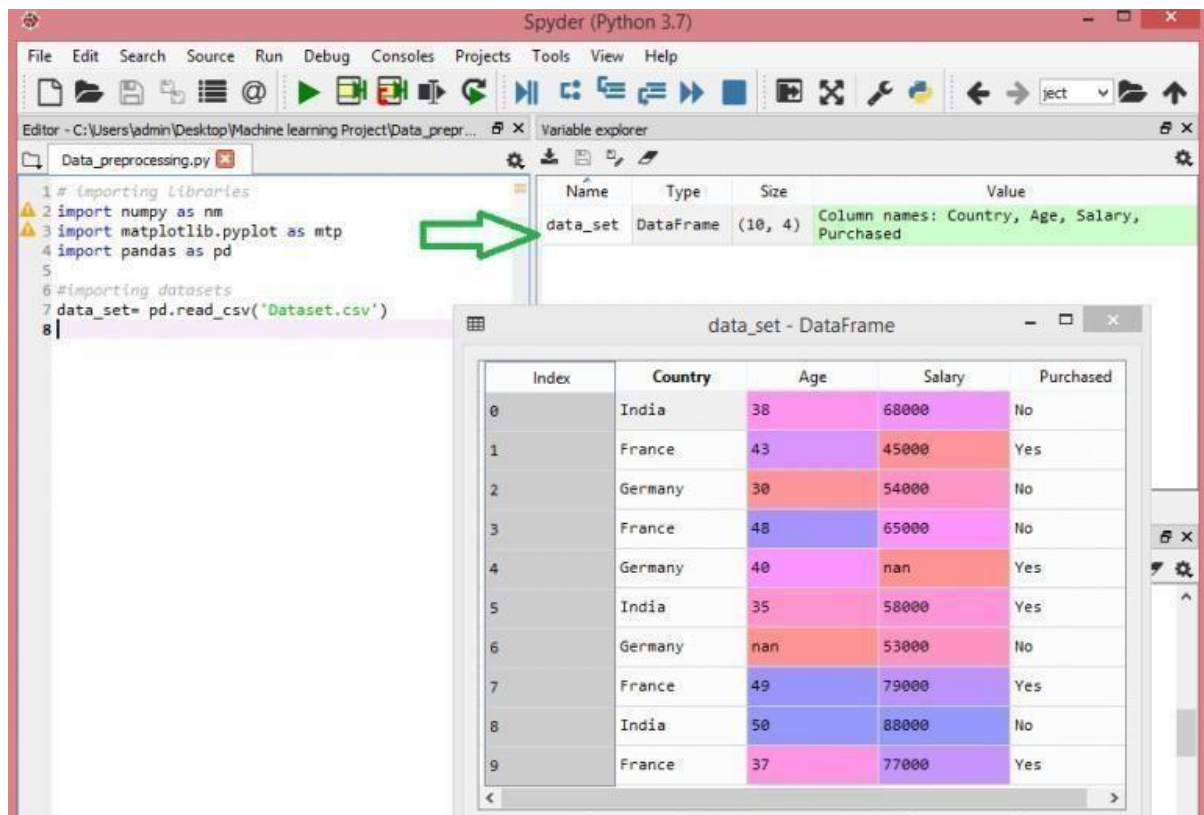 Spyder (Python 3.7)
File Edit Search Source Run Debug Consoles Projects Tools View Help
ject
Editor - C:\Users\admin\Desktop\Machine learning Project\Data_prepr...
Data_preprocessing.py
1 # importing libraries
2 import numpy as nm
3 import matplotlib.pyplot as mtp
4 import pandas as pd
5
6 #importing datasets
7 data_set= pd.read_csv('Dataset.csv')
8
Variable explorer
Name Type Size Value
data_set DataFrame (10, 4) Column names: Country, Age, Salary,
Purchased
data_set - DataFrame
Index Country Age Salary Purchased
0 India 38 68000 No
1 France 43 45000 Yes
2 Germany 30 54000 No
3 France 48 65000 No
4 Germany 40 nan Yes
5 India 35 58000 Yes
6 Germany nan 53000 No
7 France 49 79000 Yes
8 India 50 88000 No
9 France 37 77000 Yes